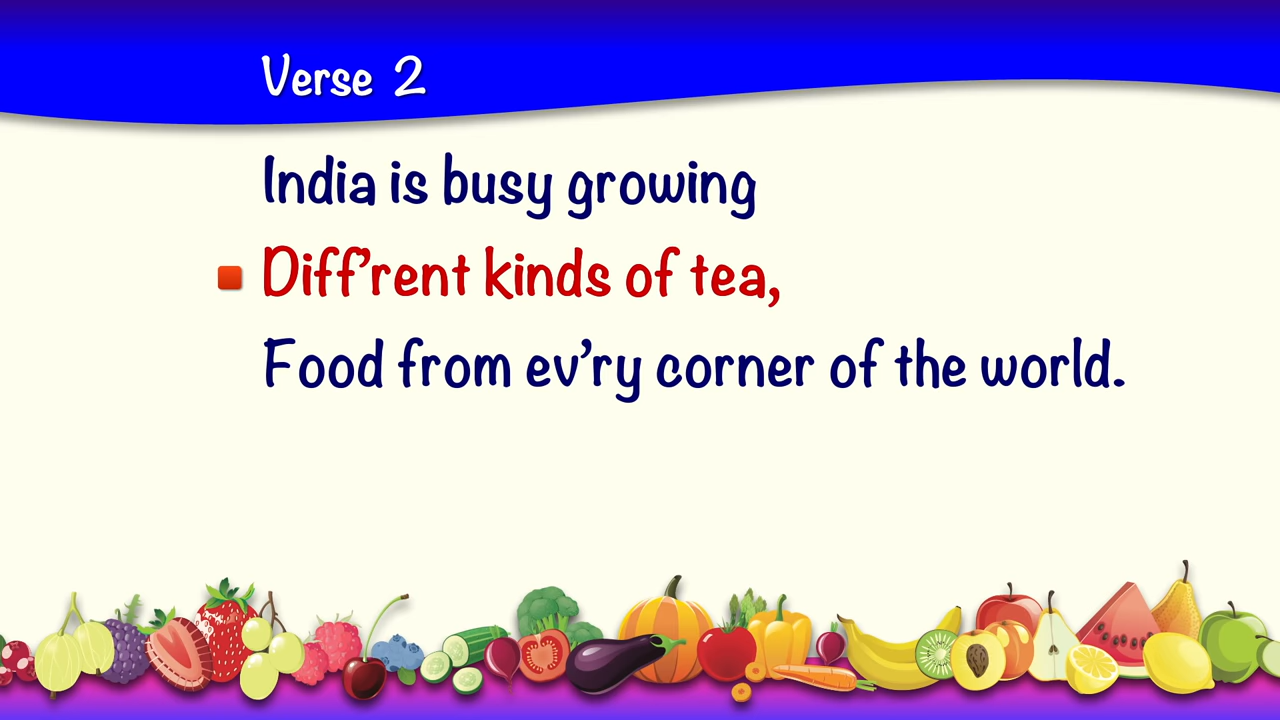 Verse 2
India is busy growing
Diff’rent kinds of tea,
Food from ev’ry corner of the world.